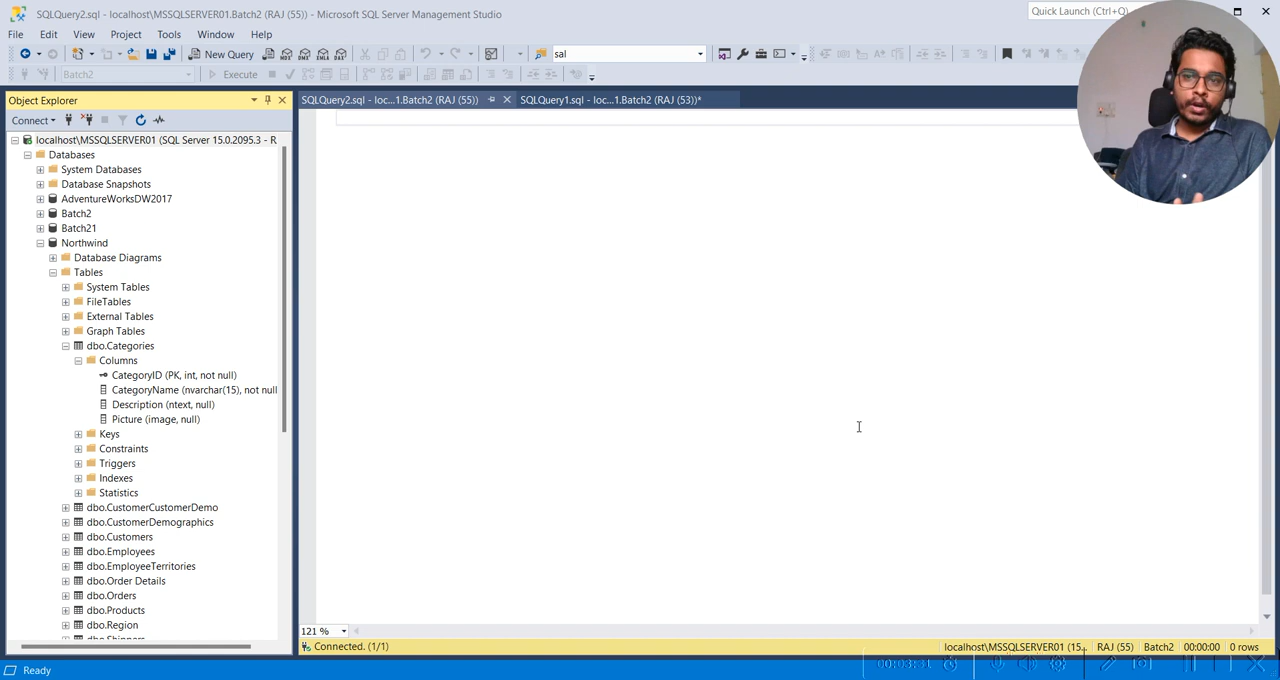 SQLQuery2.sql - localhost\MSSQLSERVER01.Batch2 (RAJ (55)) - Microsoft SQL Server Management Studio
Quick Launch (Ctrl+Q)
File Edit View Project Tools Window Help
New Query
sal
Batch2
Execute
Object Explorer
SQLQuery2.sql - loc...1.Batch2 (RAJ (55))
SQLQuery1.sql - loc...1.Batch2 (RAJ (53))*
Connect
localhost\MSSQLSERVER01 (SQL Server 15.0.2095.3 - R
Databases
System Databases
Database Snapshots
AdventureWorksDW2017
Batch2
Batch21
Northwind
Database Diagrams
Tables
System Tables
FileTables
External Tables
Graph Tables
dbo.Categories
Columns
CategoryID (PK, int, not null)
CategoryName (nvarchar(15), not null
Description (ntext, null)
Picture (image, null)
Keys
Constraints
Triggers
Indexes
Statistics
dbo.CustomerCustomerDemo
dbo.CustomerDemographics
dbo.Customers
dbo.Employees
dbo.EmployeeTerritories
dbo.Order Details
dbo.Orders
dbo.Products
dbo.Region
dbo.Shippers
121 %
Connected. (1/1)
localhost\MSSQLSERVER01 (15... RAJ (55) Batch2 00:00:00 0 rows
Ready
00:03:31